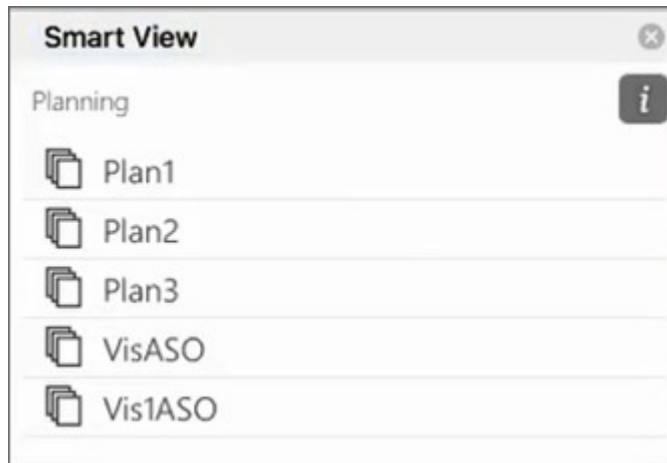 Smart View
Planning
i
Plan1
Plan2
Plan3
VisASO
Vis1ASO